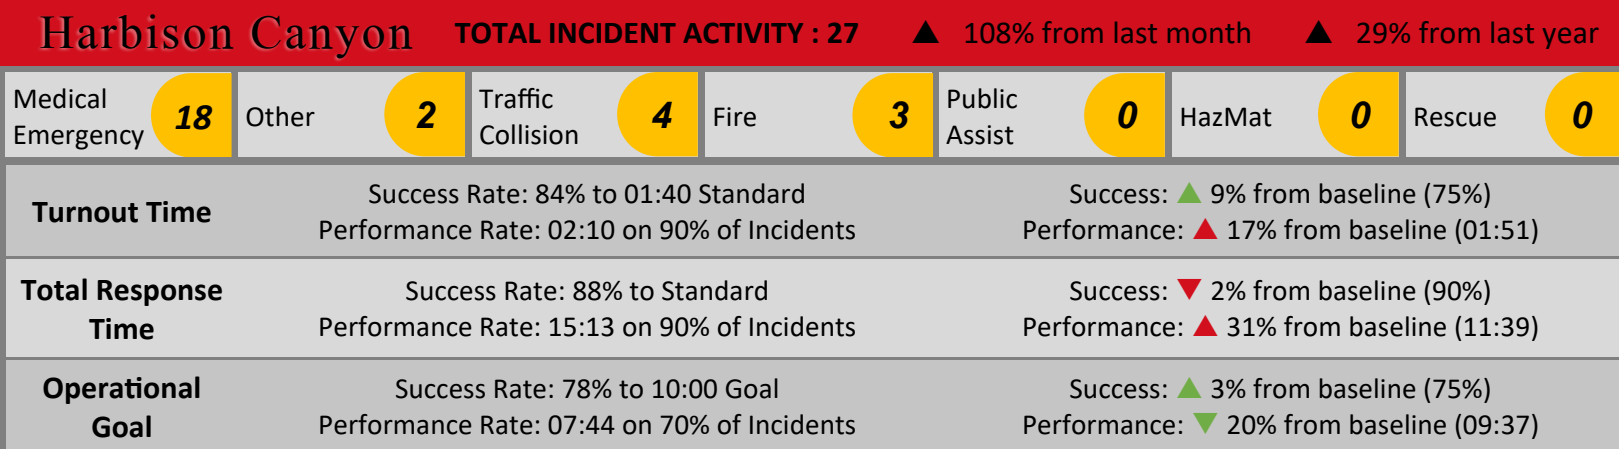 Harbison Canyon TOTAL INCIDENT ACTIVITY : 27 ▲ 108% from last month ▲ 29% from last year
Medical Emergency 18
Other 2
Traffic Collision 4
Fire 3
Public Assist 0
HazMat 0
Rescue 0
Turnout Time
Success Rate: 84% to 01:40 Standard
Performance Rate: 02:10 on 90% of Incidents
Success: ▲ 9% from baseline (75%)
Performance: ▲ 17% from baseline (01:51)
Total Response
Time
Success Rate: 88% to Standard
Performance Rate: 15:13 on 90% of Incidents
Success: ▼ 2% from baseline (90%)
Performance: ▲ 31% from baseline (11:39)
Operational
Goal
Success Rate: 78% to 10:00 Goal
Performance Rate: 07:44 on 70% of Incidents
Success: ▲ 3% from baseline (75%)
Performance: ▼ 20% from baseline (09:37)